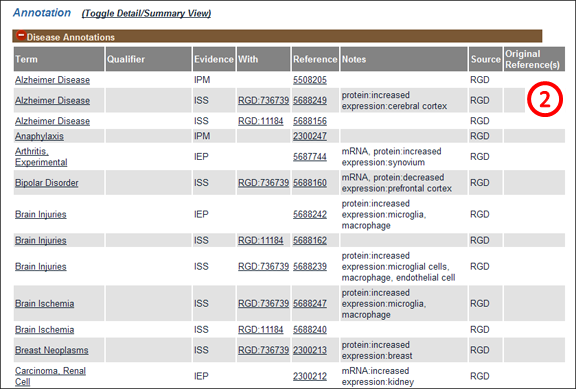 Annotation (Toggle Detail/Summary View)
Disease Annotations
Term Qualifier Evidence With Reference Notes Source Original
Reference(s)
Alzheimer Disease IPM 5508205 RGD
Alzheimer Disease ISS RGD:736739 5688249 protein:increased
expression:cerebral cortex RGD
2
Alzheimer Disease ISS RGD:11184 5688156 RGD
Anaphylaxis IPM 2300247 RGD
Arthritis,
Experimental IEP 5687744 mRNA, protein:increased
expression:synovium RGD
Bipolar Disorder ISS RGD:736739 5688160 mRNA, protein:decreased
expression:prefrontal cortex RGD
Brain Injuries IEP 5688242 protein:increased
expression:microglia,
macrophage RGD
Brain Injuries ISS RGD:11184 5688162 RGD
Brain Injuries ISS RGD:736739 5688239 protein:increased
expression:microglial cells,
macrophage, endothelial cell RGD
Brain Ischemia ISS RGD:736739 5688247 protein:increased
expression:microglia,
macrophage RGD
Brain Ischemia ISS RGD:11184 5688240 RGD
Breast Neoplasms ISS RGD:736739 2300213 protein:increased
expression:breast RGD
Carcinoma, Renal
Cell IEP 2300212 mRNA:increased
expression:kidney RGD